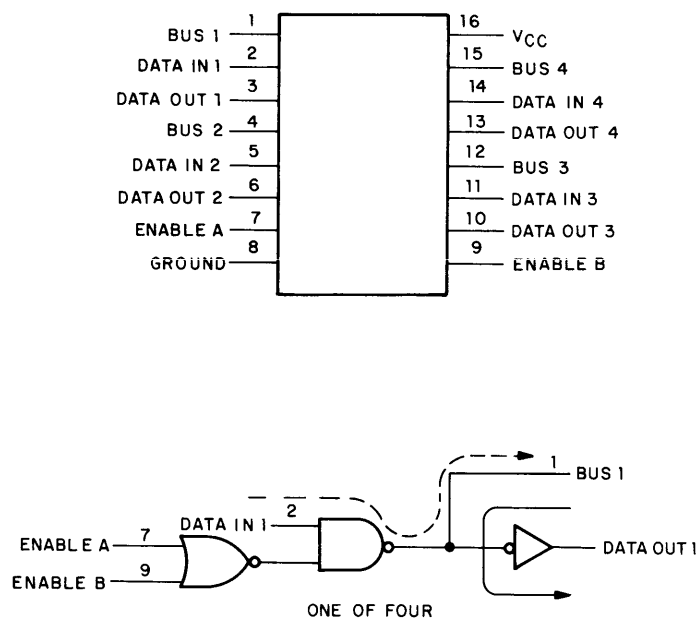 1 16
BUS 1 VCC
2 15
DATA IN 1 BUS 4
3 14
DATA OUT 1 DATA IN 4
4 13
BUS 2 DATA OUT 4
5 12
DATA IN 2 BUS 3
6 11
DATA OUT 2 DATA IN 3
7 10
ENABLE A DATA OUT 3
8 9
GROUND ENABLE B
1
BUS 1
2
DATA IN 1
7
ENABLE A
DATA OUT 1
9
ENABLE B
ONE OF FOUR